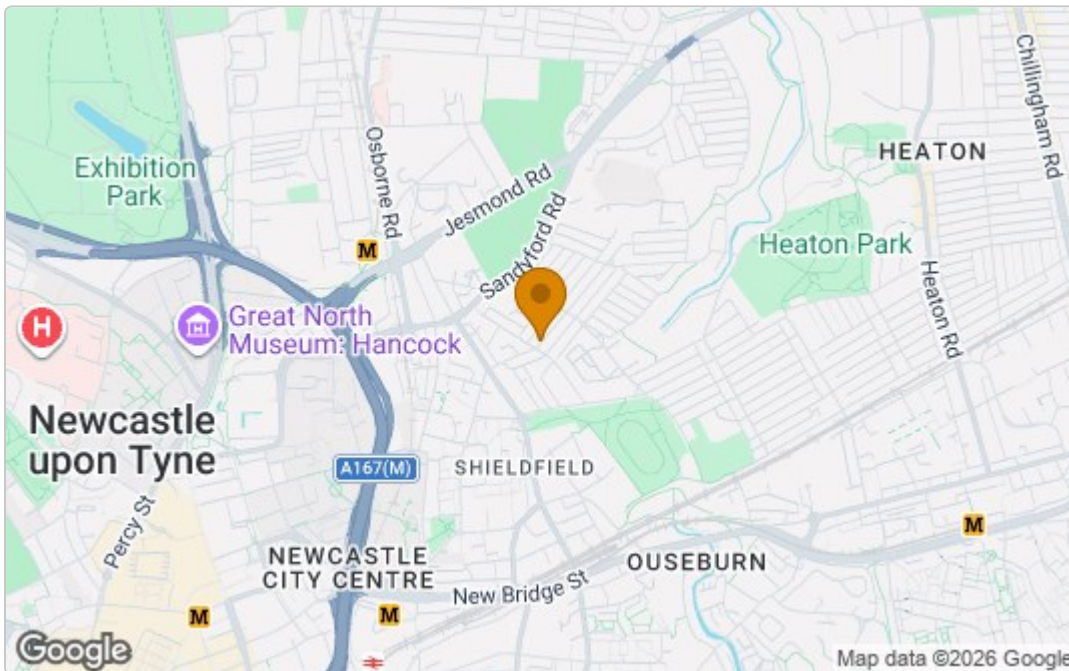 Chillingham Rd
Osborne Rd
HEATON
Exhibition
Park
Jesmond Rd
M
Sandyford Rd
Heaton Park
Heaton Rd
H
Great North
Museum: Hancock
Newcastle
upon Tyne
A167(M)
SHIELDFIELD
Percy St
M
NEWCASTLE
CITY CENTRE
OUSEBURN
New Bridge St
M
M
Google
Map data ©2026 Google